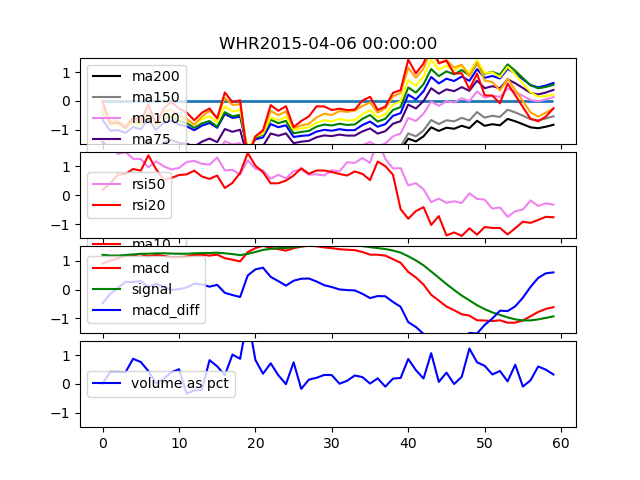 WHR2015-04-06 00:00:00
1
0
−1
ma200
ma150
ma100
ma75
1
0
−1
rsi50
rsi20
ma10
1
0
−1
macd
signal
macd_diff
1
0
−1
volume as pct
0 10 20 30 40 50 60